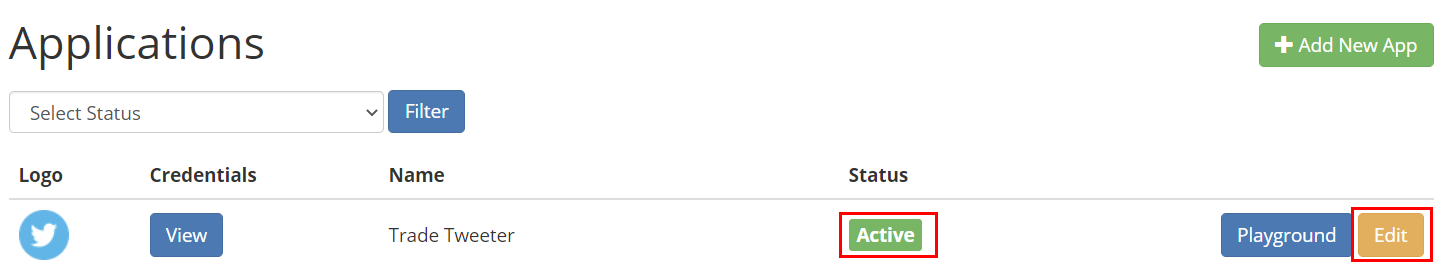 Applications
+ Add New App
Select Status Filter
Logo Credentials Name Status
View Trade Tweeter Active Playground Edit